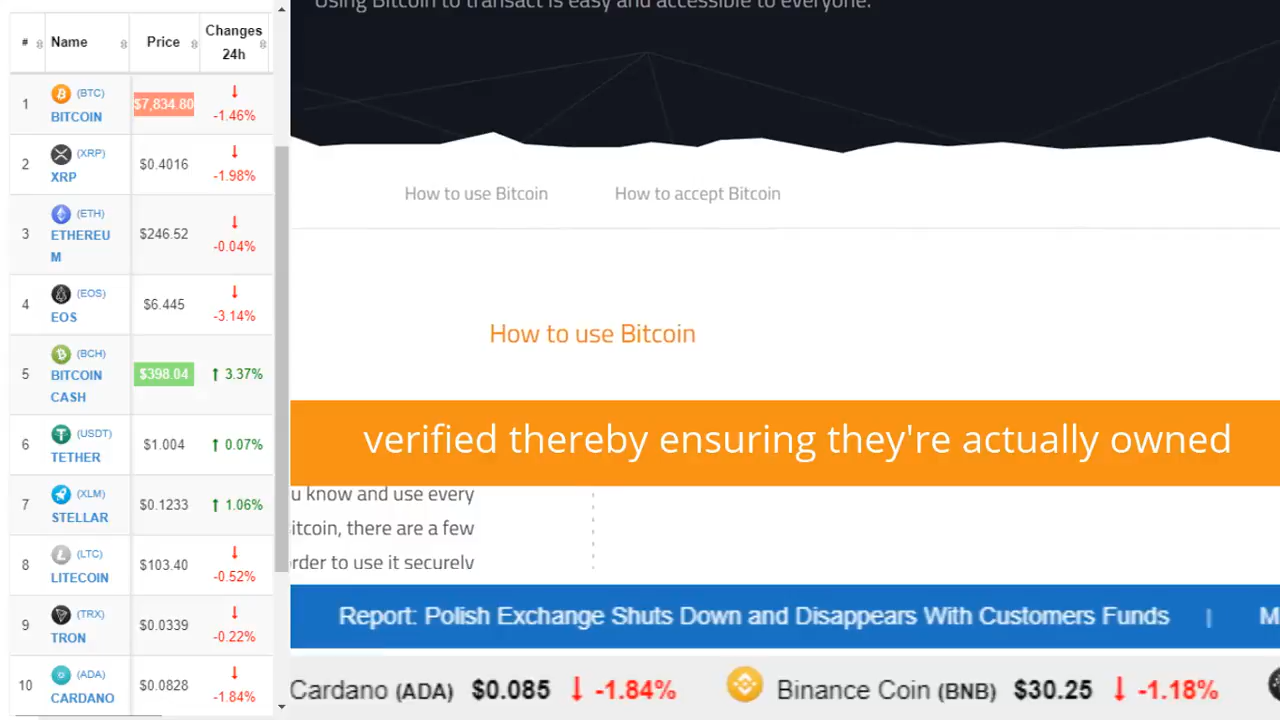 # Name Price Changes 24h
1 (BTC) BITCOIN $7,834.80 -1.46%
2 (XRP) XRP $0.4016 -1.98%
3 (ETH) ETHEREU M $246.52 -0.04%
4 (EOS) EOS $6.445 -3.14%
5 (BCH) BITCOIN CASH $398.04 3.37%
6 (USDT) TETHER $1.004 0.07%
7 (XLM) STELLAR $0.1233 1.06%
8 (LTC) LITECOIN $103.40 -0.52%
9 (TRX) TRON $0.0339 -0.22%
10 (ADA) CARDANO $0.0828 -1.84%
Using Bitcoin to transact is easy and accessible to everyone.
How to use Bitcoin How to accept Bitcoin
How to use Bitcoin
verified thereby ensuring they're actually owned
u know and use every
itcoin, there are a few
rder to use it securely
Report: Polish Exchange Shuts Down and Disappears With Customers Funds | M
Cardano (ADA) $0.085 -1.84% Binance Coin (BNB) $30.25 -1.18%